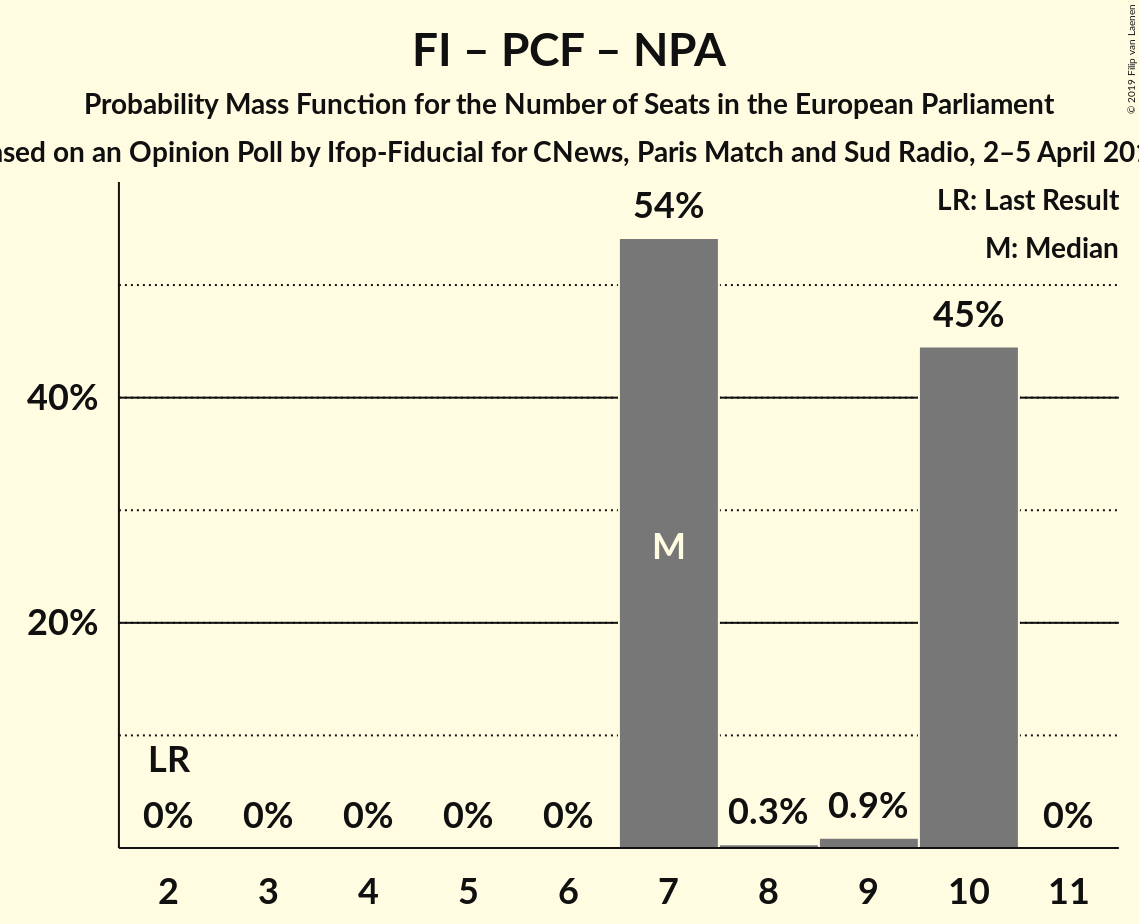 FI – PCF – NPA
Probability Mass Function for the Number of Seats in the European Parliament
on an Opinion Poll by Ifop-Fiducial for CNews, Paris Match and Sud Radio, 2–5 April
© 2019 Filip van Laenen
LR: Last Result
M: Median
54%
45%
40%
M
20%
LR
0% 0% 0% 0% 0% 0.3% 0.9% 0%
2 3 4 5 6 7 8 9 10 11